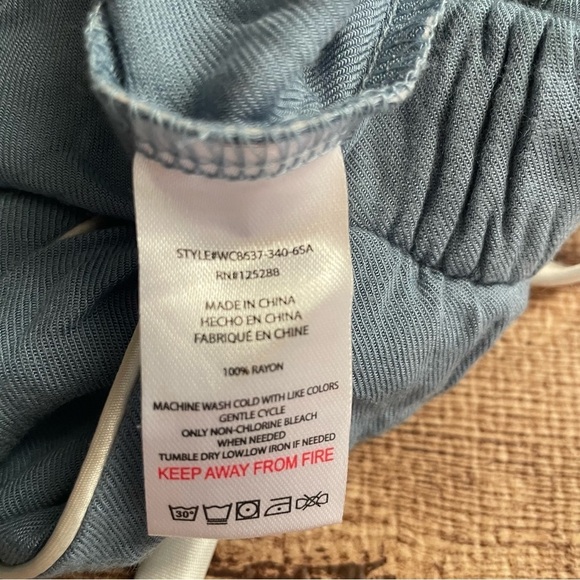 STYLE#WC8637-340-65A
RN#125288
MADE IN CHINA
HECHO EN CHINA
FABRIQUÉ EN CHINE
100% RAYON
MACHINE WASH COLD WITH LIKE COLORS
GENTLE CYCLE
ONLY NON-CHLORINE BLEACH
WHEN NEEDED
TUMBLE DRY LOW.LOW IRON IF NEEDED
KEEP AWAY FROM FIRE
30°